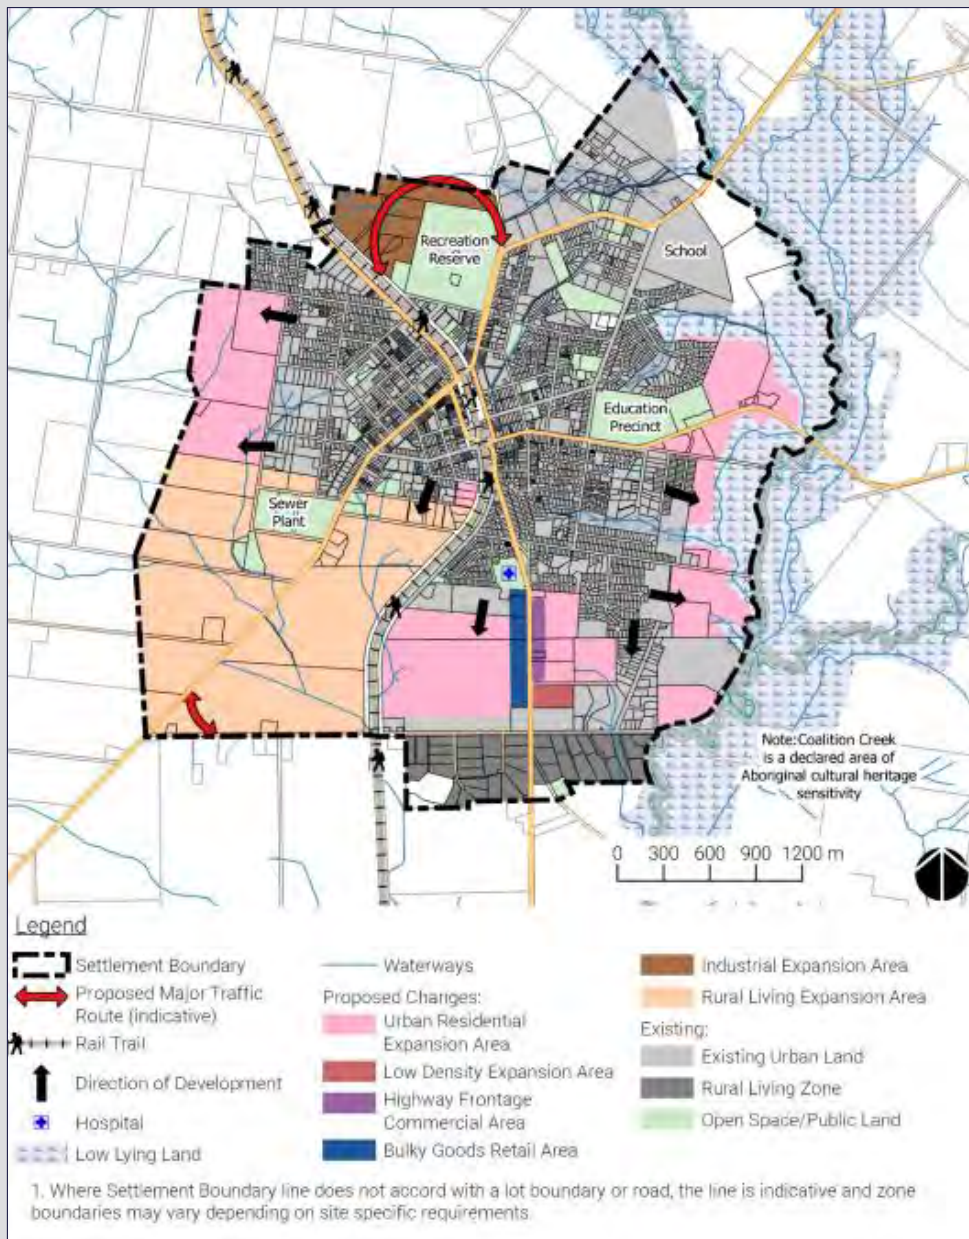 Recreation
Reserve
School
Education
Precinct
Sewer
Plant
Note:Coalition Creek
is a declared area of
Aboriginal cultural heritage
sensitivity
0 300 600 900 1200 m
Legend
Settlement Boundary
Proposed Major Traffic
Route (indicative)
Rail Trail
Direction of Development
Hospital
Low Lying Land
Waterways
Proposed Changes:
Urban Residential
Expansion Area
Low Density Expansion Area
Highway Frontage
Commercial Area
Bulky Goods Retail Area
Industrial Expansion Area
Rural Living Expansion Area
Existing:
Existing Urban Land
Rural Living Zone
Open Space/Public Land
1. Where Settlement Boundary line does not accord with a lot boundary or road, the line is indicative and zone
boundaries may vary depending on site specific requirements.